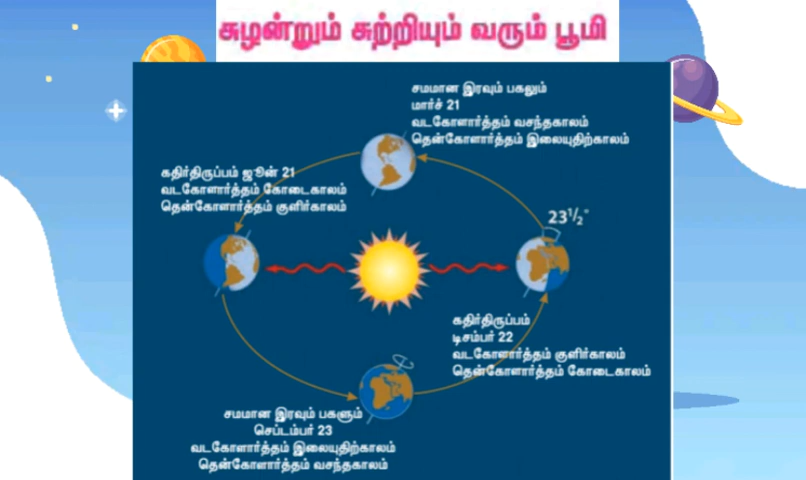 சுழன்றும் சுற்றியும் வரும் பூமி
சமமான இரவும் பகலும்
மார்ச் 21
வடகோளார்த்தம் வசந்தகாலம்
தென்கோளார்த்தம் இலையுதிற்காலம்
கதிர்திருப்பம் ஜூன் 21
வடகோளார்த்தம் கோடைகாலம்
தென்கோளார்த்தம் குளிர்காலம்
23½°
கதிர்திருப்பம்
டிசம்பர் 22
வடகோளார்த்தம் குளிர்காலம்
தென்கோளார்த்தம் கோடைகாலம்
சமமான இரவும் பகளும்
செப்டம்பர் 23
வடகோளார்த்தம் இலையுதிற்காலம்
தென்கோளார்த்தம் வசந்தகாலம்